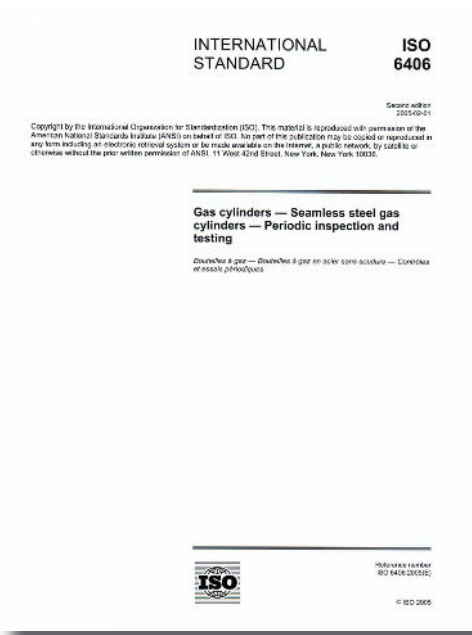 INTERNATIONAL
STANDARD
ISO
6406
Second edition
2005-02-01
Copyright by the International Organization for Standardization (ISO). This material is reproduced with permission of the
American National Standards Institute (ANSI) on behalf of ISO. No part of this publication may be copied or reproduced in
any form including an electronic retrieval system or be made available on the Internet, a public network, by satellite or
otherwise without the prior written permission of ANSI, 11 West 42nd Street, New York, New York 10036.
Gas cylinders — Seamless steel gas
cylinders — Periodic inspection and
testing
Bouteilles à gaz — Bouteilles à gaz en acier sans soudure — Contrôles
et essais périodiques
ISO
Reference number
ISO 6406:2005(E)
© ISO 2005